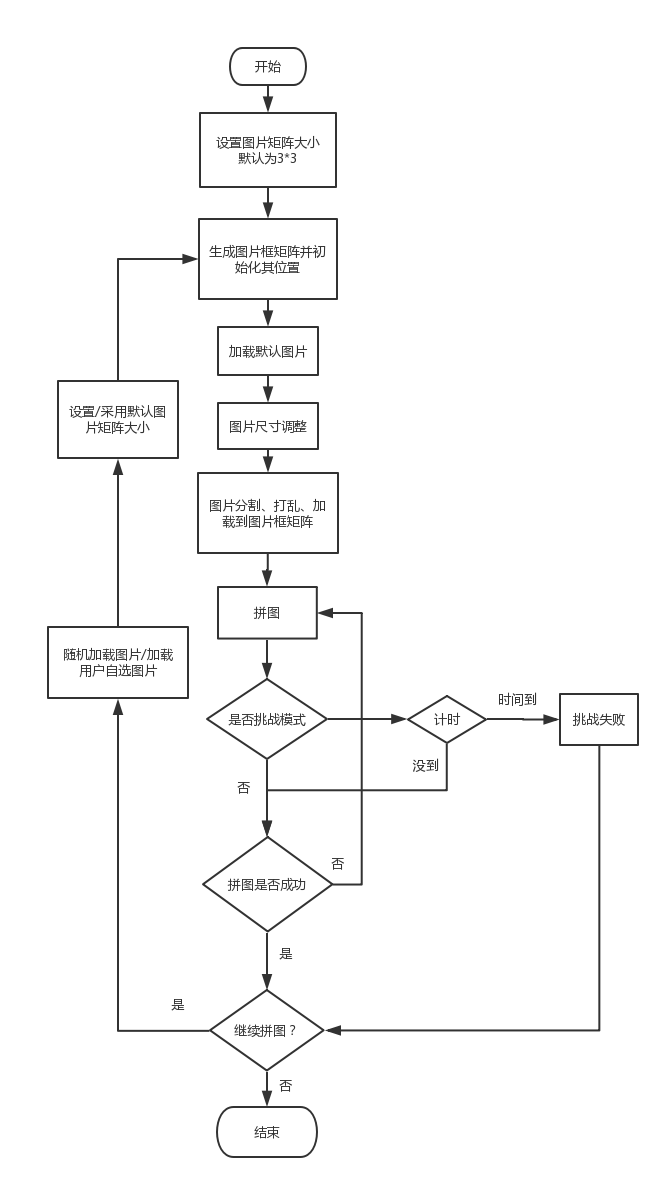 开始
设置图片矩阵大小
默认为3*3
生成图片框矩阵并初
始化其位置
加载默认图片
设置/采用默认图
片矩阵大小
图片尺寸调整
图片分割、打乱、加
载到图片框矩阵
拼图
随机加载图片/加载
用户自选图片
是否挑战模式
计时
时间到
挑战失败
没到
否
否
拼图是否成功
是
是
继续拼图？
否
结束